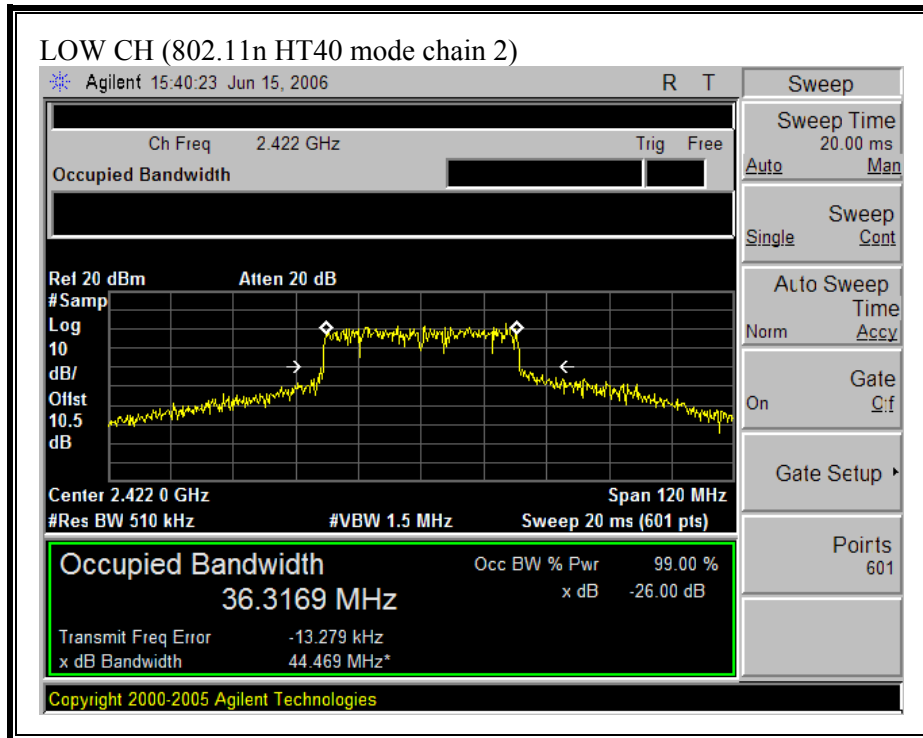 LOW CH (802.11n HT40 mode chain 2)
Agilent 15:40:23 Jun 15, 2006 R T
Sweep
Ch Freq 2.422 GHz Trig Free
Occupied Bandwidth
Sweep Time
20.00 ms
Auto Man
Sweep
Single Cont
Auto Sweep
Time
Norm Accy
Gate
On Off
Gate Setup
Points
601
Ref 20 dBm Atten 20 dB
#Samp
Log
10
dB/
Offst
10.5
dB
Center 2.422 0 GHz Span 120 MHz
#Res BW 510 kHz #VBW 1.5 MHz Sweep 20 ms (601 pts)
Occupied Bandwidth Occ BW % Pwr 99.00 %
36.3169 MHz x dB -26.00 dB
Transmit Freq Error -13.279 kHz
x dB Bandwidth 44.469 MHz*
Copyright 2000-2005 Agilent Technologies